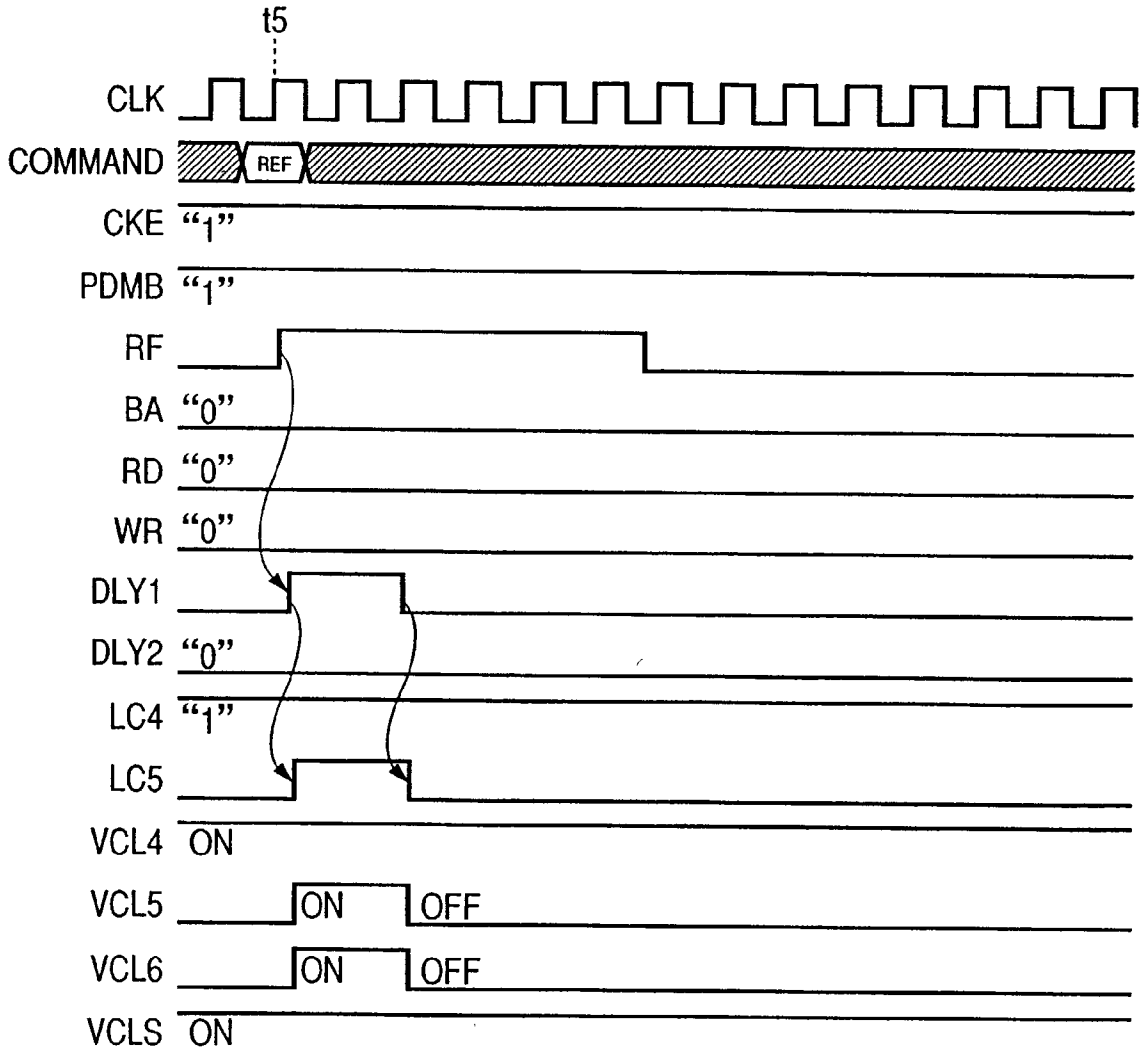 t5
CLK
COMMAND REF
CKE “1”
PDMB “1”
RF
BA “0”
RD “0”
WR “0”
DLY1
DLY2 “0”
LC4 “1”
LC5
VCL4 ON
VCL5 ON OFF
VCL6 ON OFF
VCLS ON